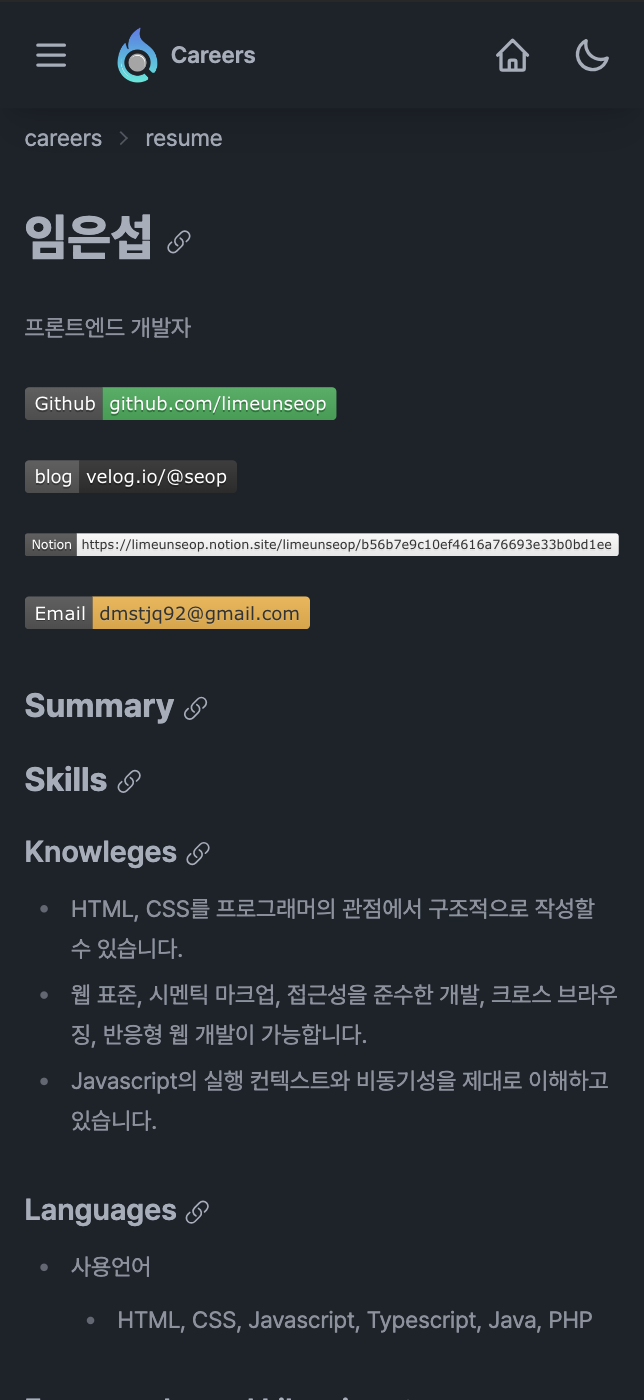 Careers
careers > resume
임은섭
프론트엔드 개발자
Github github.com/limeunseop
blog velog.io/@seop
Notion https://limeunseop.notion.site/limeunseop/b56b7e9c10ef4616a76693e33b0bd1ee
Email dmstjq92@gmail.com
Summary
Skills
Knowleges
HTML, CSS를 프로그래머의 관점에서 구조적으로 작성할
수 있습니다.
웹 표준, 시멘틱 마크업, 접근성을 준수한 개발, 크로스 브라우
징, 반응형 웹 개발이 가능합니다.
Javascript의 실행 컨텍스트와 비동기성을 제대로 이해하고
있습니다.
Languages
사용언어
HTML, CSS, Javascript, Typescript, Java, PHP